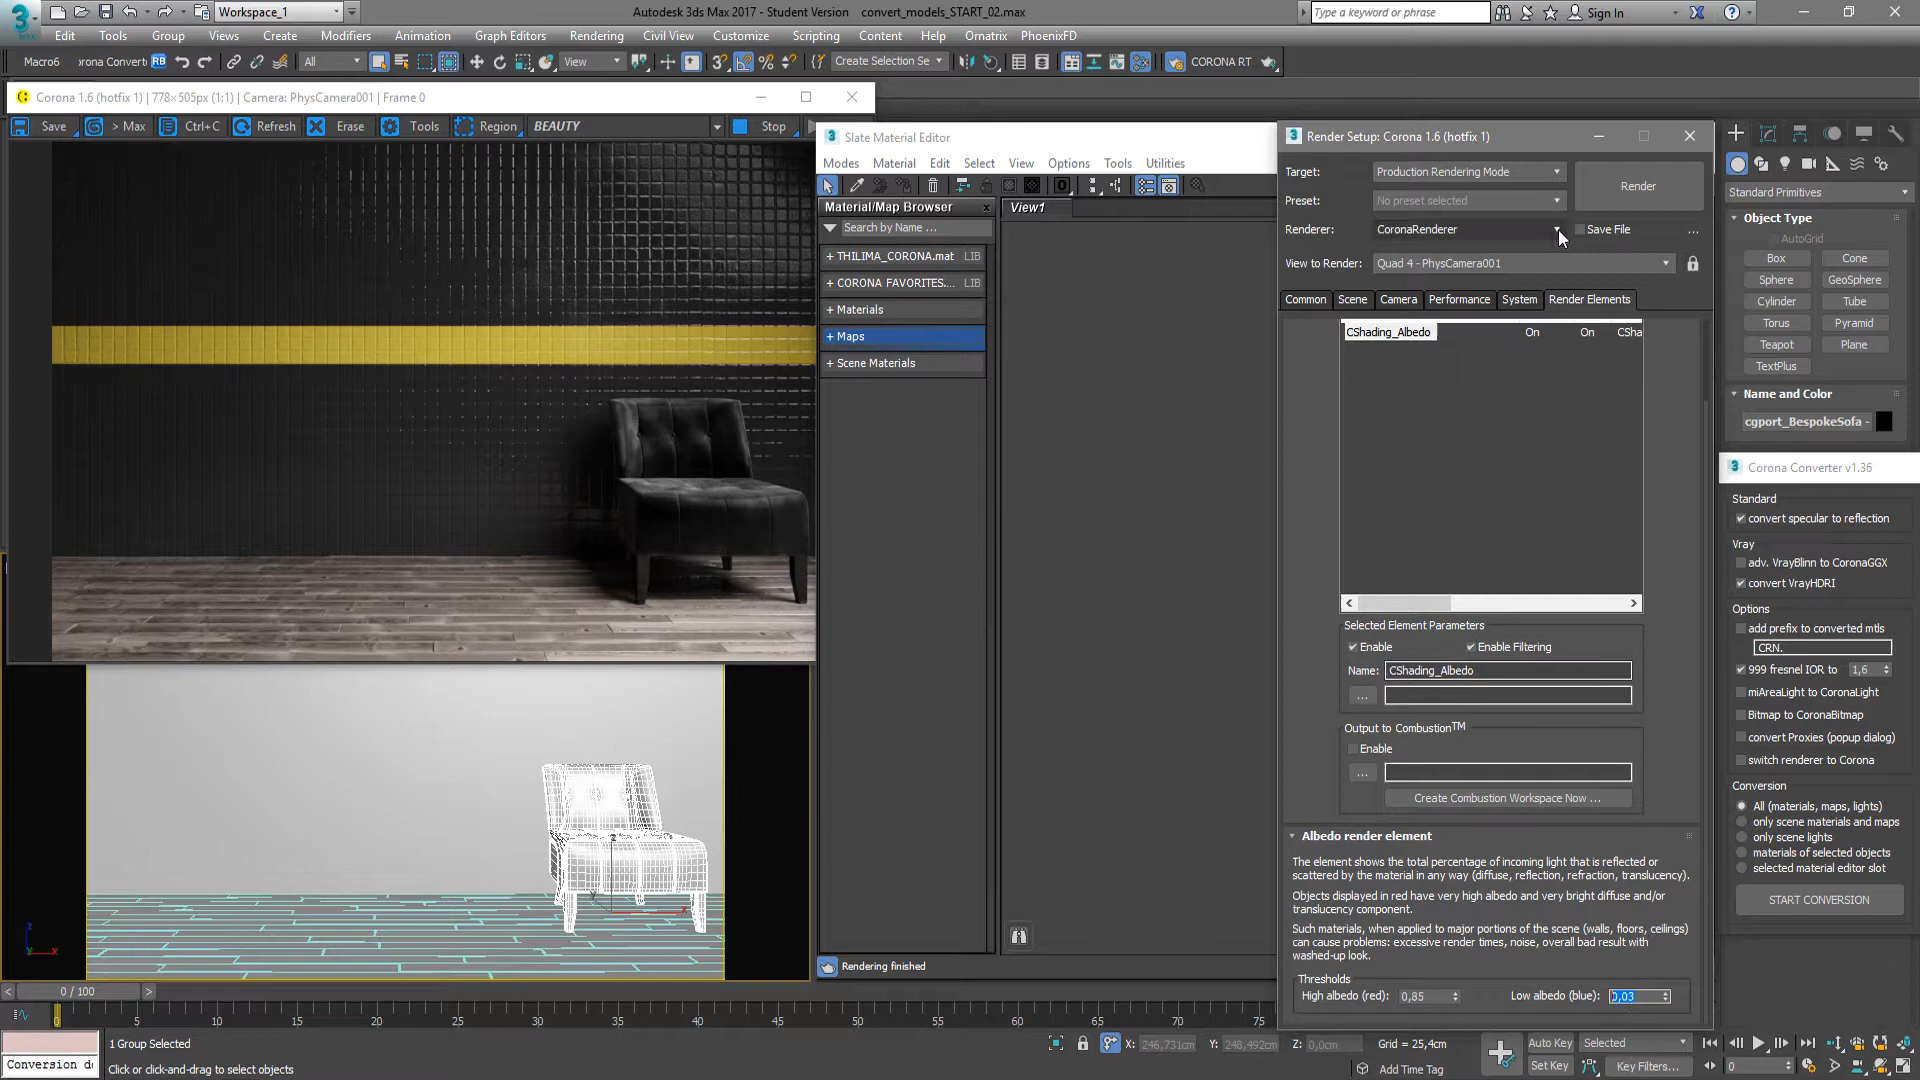 Workspace_1
Autodesk 3ds Max 2017 - Student Version    convert_models_START_02.max
Type a keyword or phrase
Sign In
MAX
Edit Tools Group Views Create Modifiers Animation Graph Editors Rendering Civil View Customize Scripting Content Help Ornatrix PhoenixFD
Macro6 orona Convert RB All View Create Selection Se CORONA RT
Corona 1.6 (hotfix 1) | 778×505px (1:1) | Camera: PhysCamera001 | Frame 0
Save > Max Ctrl+C Refresh Erase Tools Region BEAUTY Stop
Slate Material Editor
Modes Material Edit Select View Options Tools Utilities
Material/Map Browser
Search by Name ...
+ THILIMA_CORONA.mat LIB
+ CORONA FAVORITES.... LIB
+ Materials
+ Maps
+ Scene Materials
View1
Rendering finished
Render Setup: Corona 1.6 (hotfix 1)
Target: Production Rendering Mode
Render
Preset: No preset selected
Renderer: CoronaRenderer Save File ...
View to Render: Quad 4 - PhysCamera001
Common Scene Camera Performance System Render Elements
CShading_Albedo On On CSha
Selected Element Parameters
Enable Enable Filtering
Name: CShading_Albedo
...
Output to Combustion™
Enable
...
Create Combustion Workspace Now ...
Albedo render element
The element shows the total percentage of incoming light that is reflected or
scattered by the material in any way (diffuse, reflection, refraction, translucency).
Objects displayed in red have very high albedo and very bright diffuse and/or
translucency component.
Such materials, when applied to major portions of the scene (walls, floors, ceilings)
can cause problems: excessive render times, noise, overall bad result with
washed-up look.
Thresholds
High albedo (red): 0,85 Low albedo (blue): 0,03
Standard Primitives
Object Type
AutoGrid
Box Cone
Sphere GeoSphere
Cylinder Tube
Torus Pyramid
Teapot Plane
TextPlus
Name and Color
cgport_BespokeSofa -
Corona Converter v1.36
Standard
convert specular to reflection
Vray
adv. VrayBlinn to CoronaGGX
convert VrayHDRI
Options
add prefix to converted mtls
CRN.
999 fresnel IOR to 1,6
miAreaLight to CoronaLight
Bitmap to CoronaBitmap
convert Proxies (popup dialog)
switch renderer to Corona
Conversion
All (materials, maps, lights)
only scene materials and maps
only scene lights
materials of selected objects
selected material editor slot
START CONVERSION
z
y
x
z
y
x
< 0 / 100 >
0 5 10 15 20 25 30 35 40 45 50 55 60 65 70 75
1 Group Selected
Conversion do
Click or click-and-drag to select objects
X: 246,731cm Y: 248,492cm Z: 0,0cm Grid = 25,4cm
Add Time Tag
Auto Key Selected
Set Key Key Filters...
0